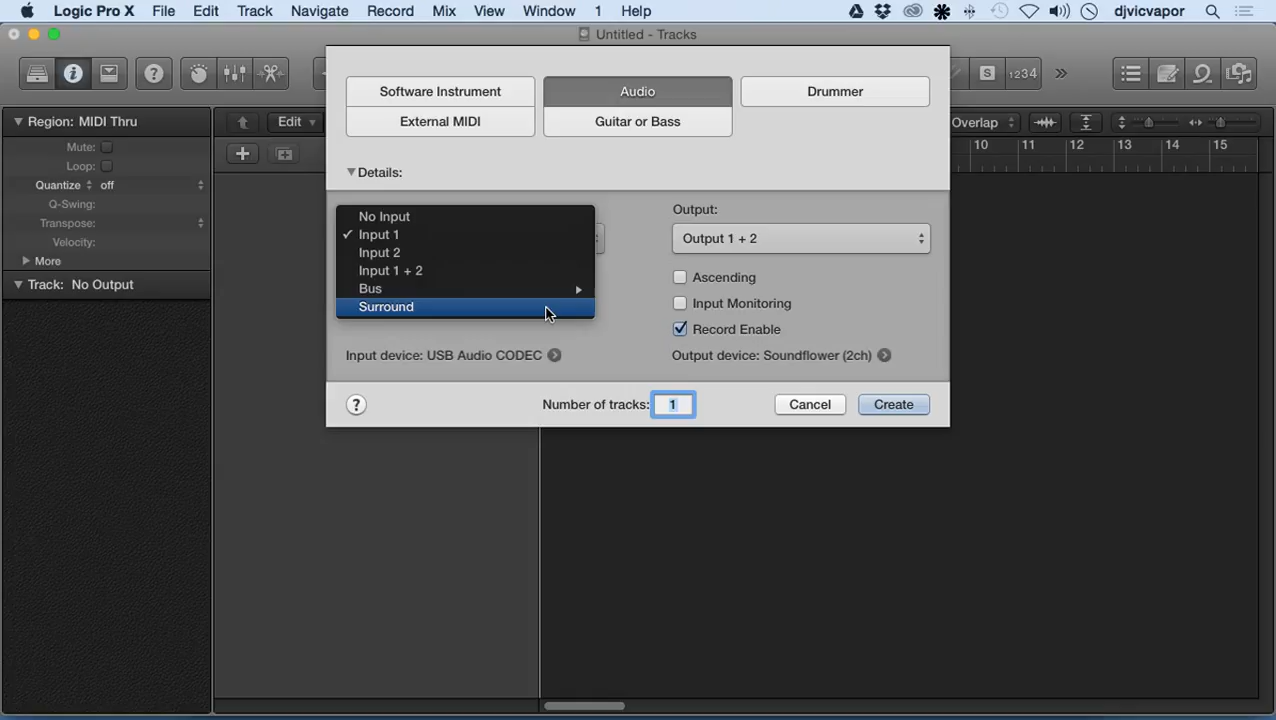 Logic Pro X File Edit Track Navigate Record Mix View Window 1 Help djvicvapor
Untitled - Tracks
S 1234
Software Instrument Audio Drummer
External MIDI Guitar or Bass
Region: MIDI Thru Edit Overlap
Mute:
Loop:
Quantize off
Q-Swing:
Transpose:
Velocity:
More
Track: No Output
10 11 12 13 14 15
Details:
No Input
Input 1
Input 2
Input 1 + 2
Bus
Surround
Output:
Output 1 + 2
Ascending
Input Monitoring
Record Enable
Input device: USB Audio CODEC Output device: Soundflower (2ch)
? Number of tracks: 1 Cancel Create